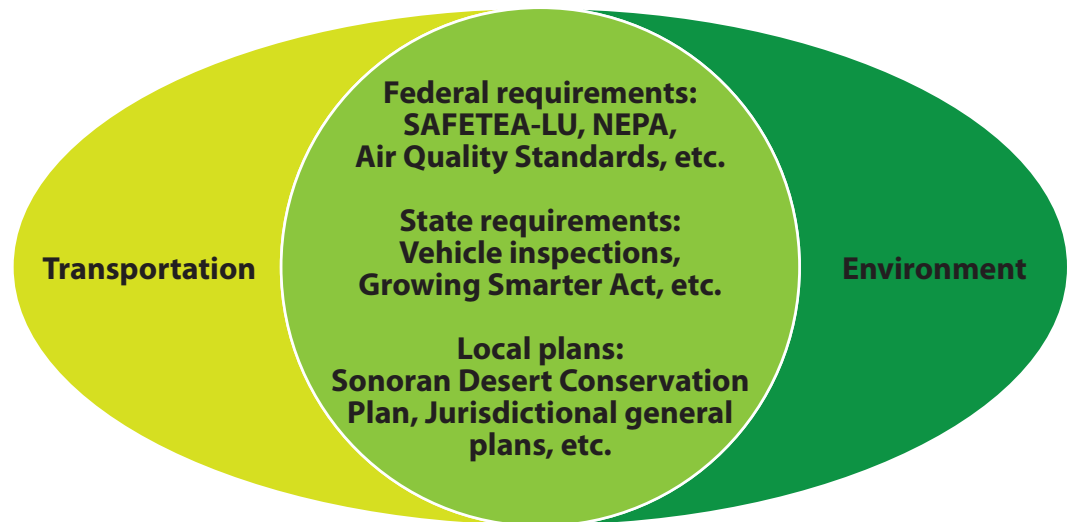 Federal requirements:
SAFETEA-LU, NEPA,
Air Quality Standards, etc.
State requirements:
Vehicle inspections,
Growing Smarter Act, etc.
Transportation
Environment
Local plans:
Sonoran Desert Conservation
Plan, Jurisdictional general
plans, etc.